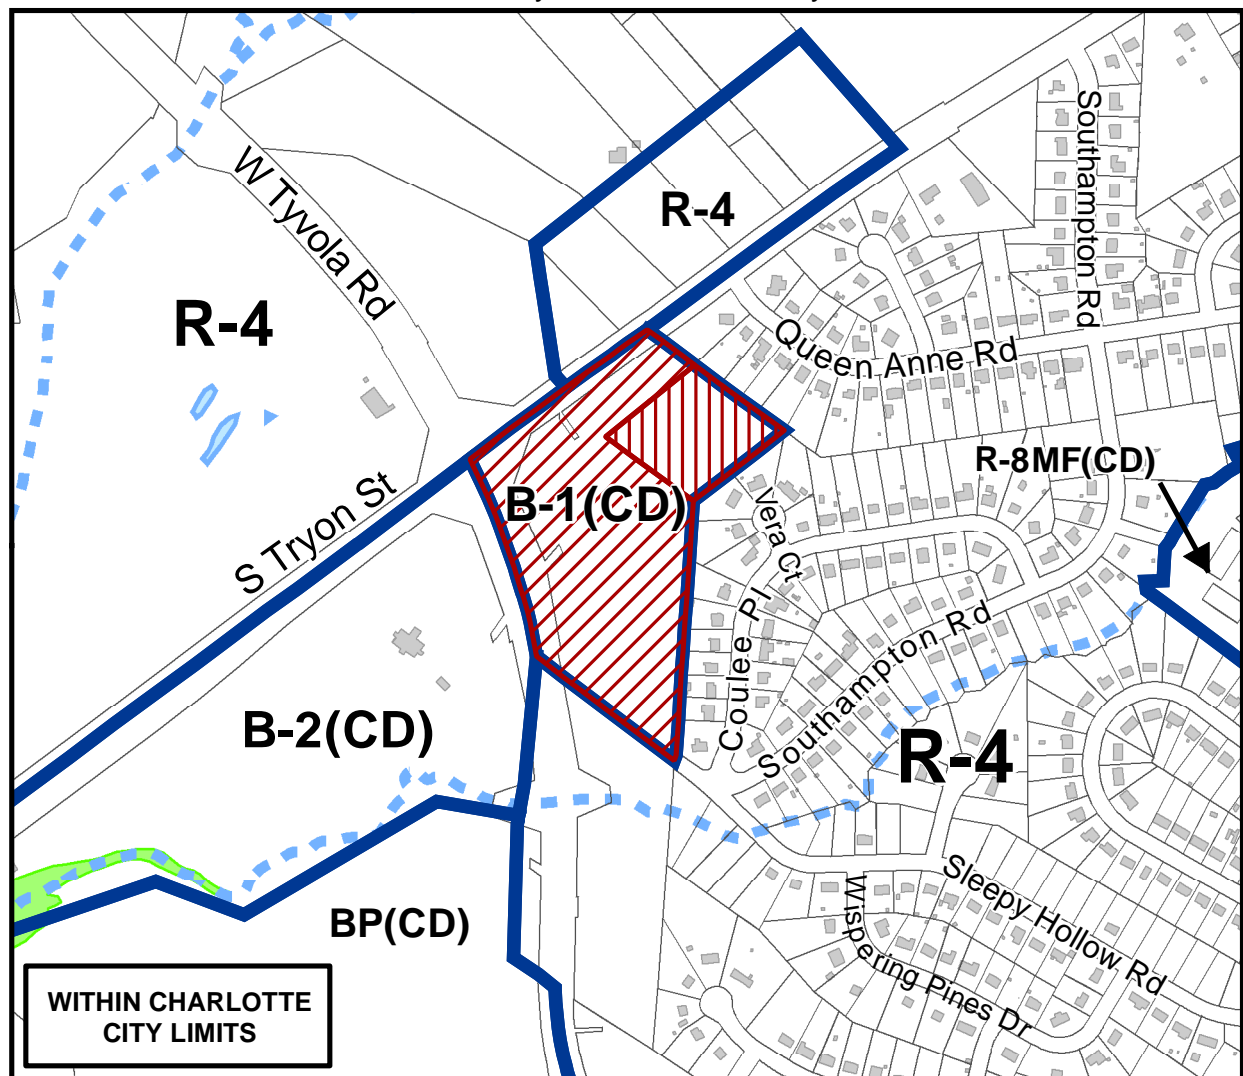 Southampton Rd
W Tyvola Rd
R-4
R-4
Queen Anne Rd
R-8MF(CD)
S Tryon St
B-1(CD)
Vera Ct
Coulee Pl
Southampton Rd
B-2(CD)
R-4
Sleepy Hollow Rd
Wispering Pines Dr
BP(CD)
WITHIN CHARLOTTE
CITY LIMITS